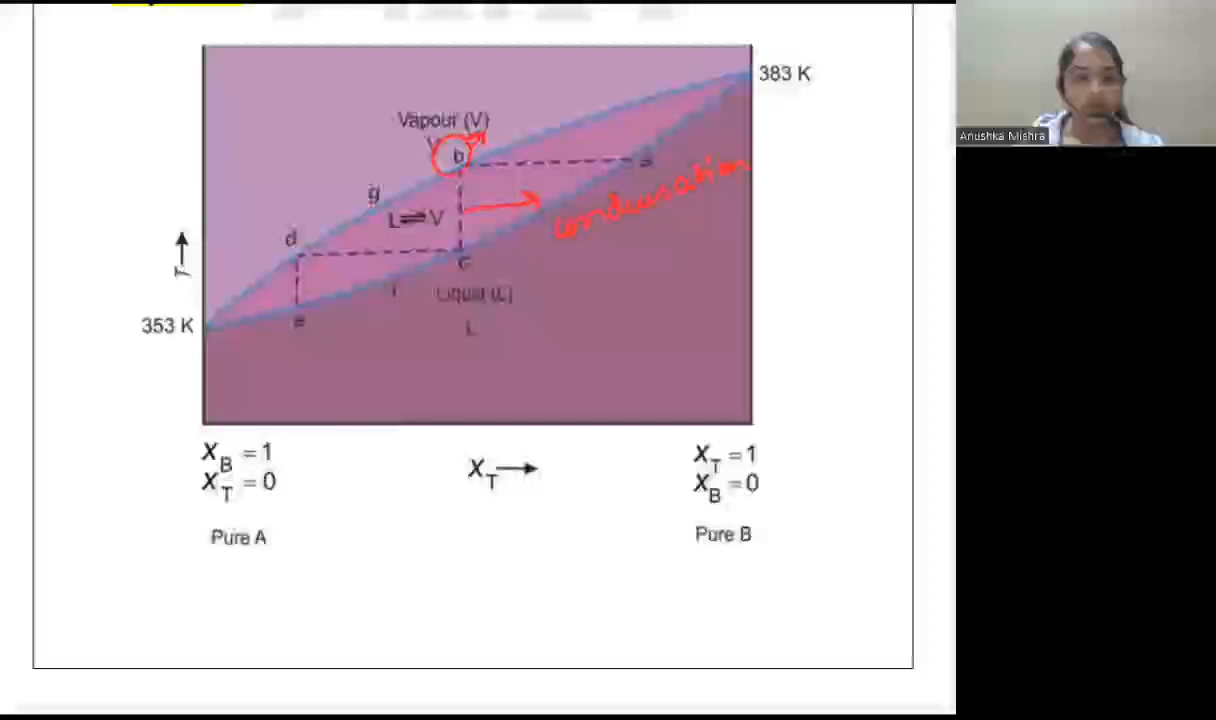 383 K
Anushka Mishra
Vapour (V)
b
condensation
g
L⇌V
d
T
c
Liquid (L)
353 K
e
L
X_B = 1
X_T = 0
X_T →
X_T = 1
X_B = 0
Pure A
Pure B